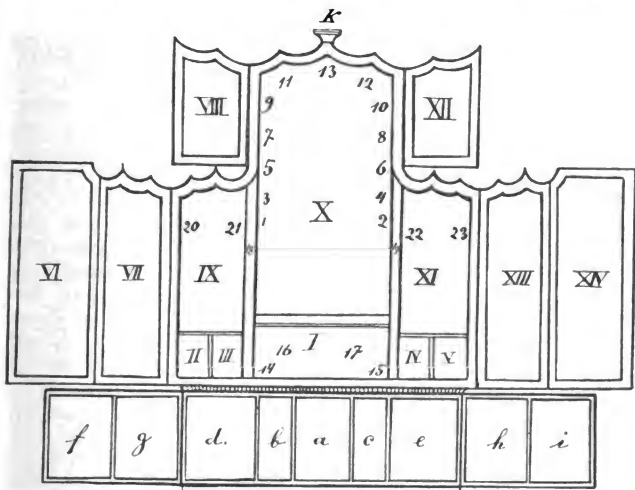 K
13
11 12
VIII 9 10 XII
7 8
5 6
3 4
1 X 2
20 21 22 23
VI VII IX XI XIII XIV
II III 16 I 17 IV V
14 15
f g d. b a c e h i